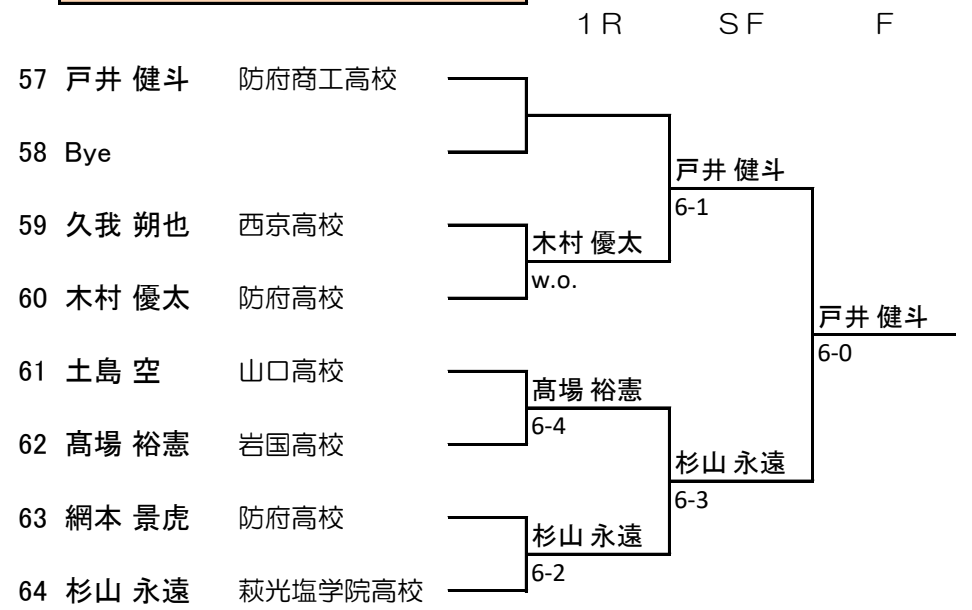 １Ｒ ＳＦ Ｆ
57 戸井 健斗 防府商工高校
58 Bye
戸井 健斗
6-1
59 久我 朔也 西京高校
木村 優太
w.o.
60 木村 優太 防府高校
戸井 健斗
6-0
61 土島 空 山口高校
髙場 裕憲
6-4
62 髙場 裕憲 岩国高校
杉山 永遠
6-3
63 網本 景虎 防府高校
杉山 永遠
6-2
64 杉山 永遠 萩光塩学院高校